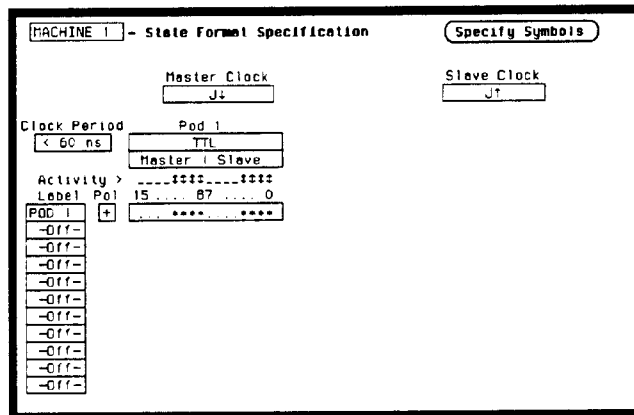 MACHINE 1 - State Format Specification Specify Symbols
Master Clock Slave Clock
J↓ J↑
Clock Period Pod 1
< 60 ns TTL
Master | Slave
Activity > ____↕↕↕↕____↕↕↕↕
Label Pol 15 .... 87 .... 0
POD 1 + ....****....****
-Off-
-Off-
-Off-
-Off-
-Off-
-Off-
-Off-
-Off-
-Off-
-Off-